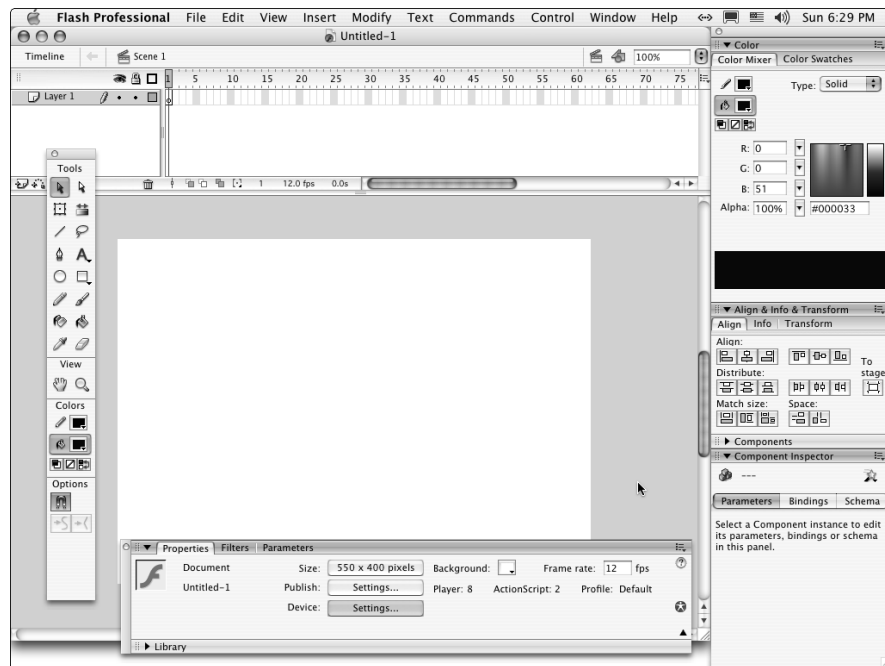 Flash Professional File Edit View Insert Modify Text Commands Control Window Help Sun 6:29 PM
Untitled-1
Timeline Scene 1 100%
1 5 10 15 20 25 30 35 40 45 50 55 60 65 70 75
Layer 1
1 12.0 fps 0.0s
Tools
View
Colors
Options
Color
Color Mixer Color Swatches
Type: Solid
R: 0
G: 0
B: 51
Alpha: 100% #000033
Align & Info & Transform
Align Info Transform
Align:
To stage
Distribute:
Match size: Space:
Components
Component Inspector
---
Parameters Bindings Schema
Select a Component instance to edit
its parameters, bindings or schema
in this panel.
Properties Filters Parameters
Document Size: 550 x 400 pixels Background: Frame rate: 12 fps
Untitled-1 Publish: Settings... Player: 8 ActionScript: 2 Profile: Default
Device: Settings...
Library